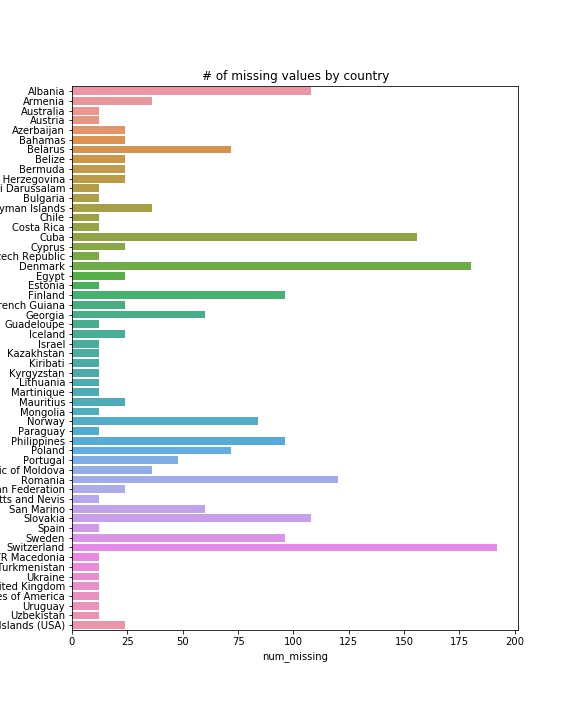 # of missing values by country
Albania
Armenia
Australia
Austria
Azerbaijan
Bahamas
Belarus
Belize
Bermuda
Herzegovina
i Darussalam
Bulgaria
yman Islands
Chile
Costa Rica
Cuba
Cyprus
zech Republic
Denmark
Egypt
Estonia
Finland
rench Guiana
Georgia
Guadeloupe
Iceland
Israel
Kazakhstan
Kiribati
Kyrgyzstan
Lithuania
Martinique
Mauritius
Mongolia
Norway
Paraguay
Philippines
Poland
Portugal
ic of Moldova
Romania
an Federation
tts and Nevis
San Marino
Slovakia
Spain
Sweden
Switzerland
R Macedonia
Turkmenistan
Ukraine
ited Kingdom
es of America
Uruguay
Uzbekistan
Islands (USA)
0 25 50 75 100 125 150 175 200
num_missing